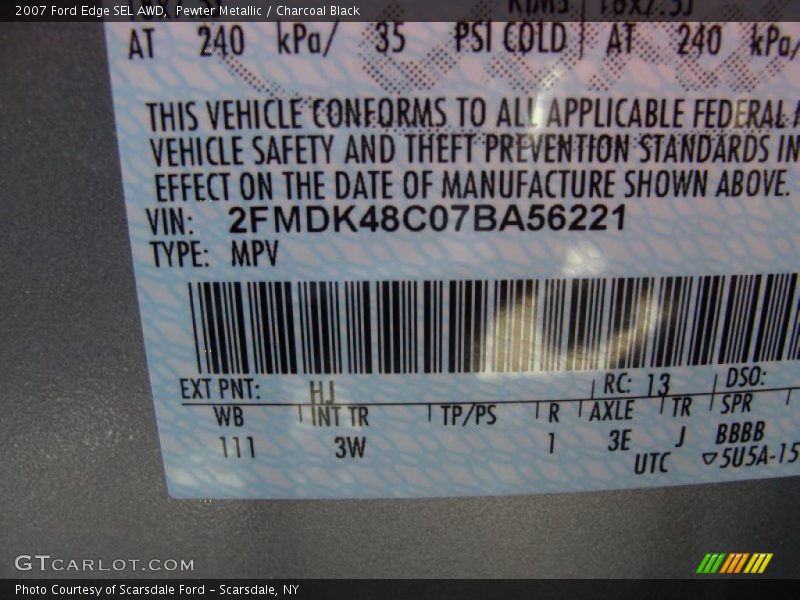 2007 Ford Edge SEL AWD, Pewter Metallic / Charcoal Black
AT 240 kPa/ 35 PSI COLD AT 240 kPa/
THIS VEHICLE CONFORMS TO ALL APPLICABLE FEDERAL
VEHICLE SAFETY AND THEFT PREVENTION STANDARDS IN
EFFECT ON THE DATE OF MANUFACTURE SHOWN ABOVE.
VIN: 2FMDK48C07BA56221
TYPE: MPV
EXT PNT: HJ RC: 13 DSO:
WB INT TR TP/PS R AXLE TR SPR
111 3W 1 3E J BBBB
UTC ▽5U5A-15
GTCARLOT.COM
Photo Courtesy of Scarsdale Ford – Scarsdale, NY